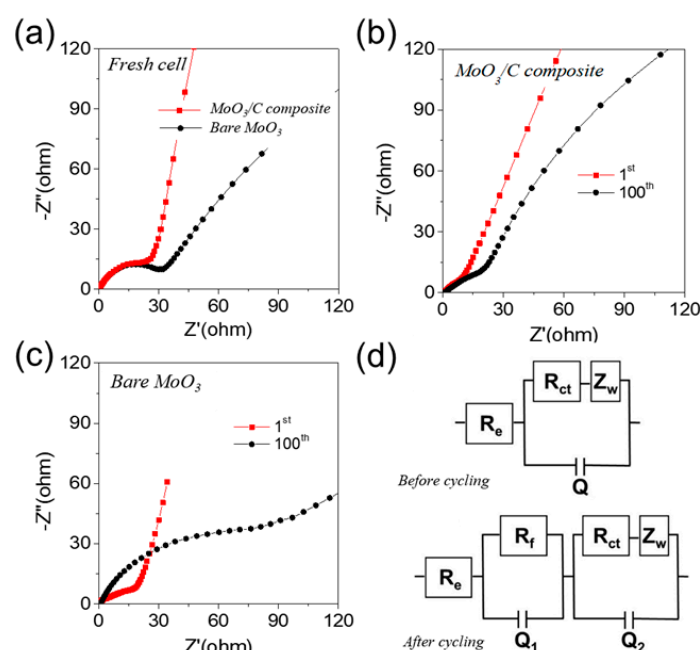 (a)
120
90
60
30
0
-Z"(ohm)
Fresh cell
MoO₃/C composite
Bare MoO₃
0 30 60 90 120
Z'(ohm)
(b)
120
90
60
30
0
-Z"(ohm)
MoO₃/C composite
1st
100th
0 30 60 90 120
Z'(ohm)
(c)
120
90
60
30
0
-Z"(ohm)
Bare MoO₃
1st
100th
0 30 60 90 120
Z'(ohm)
(d)
Rct Zw
Re
Q
Before cycling
Rf Rct Zw
Re
Q1 Q2
After cycling